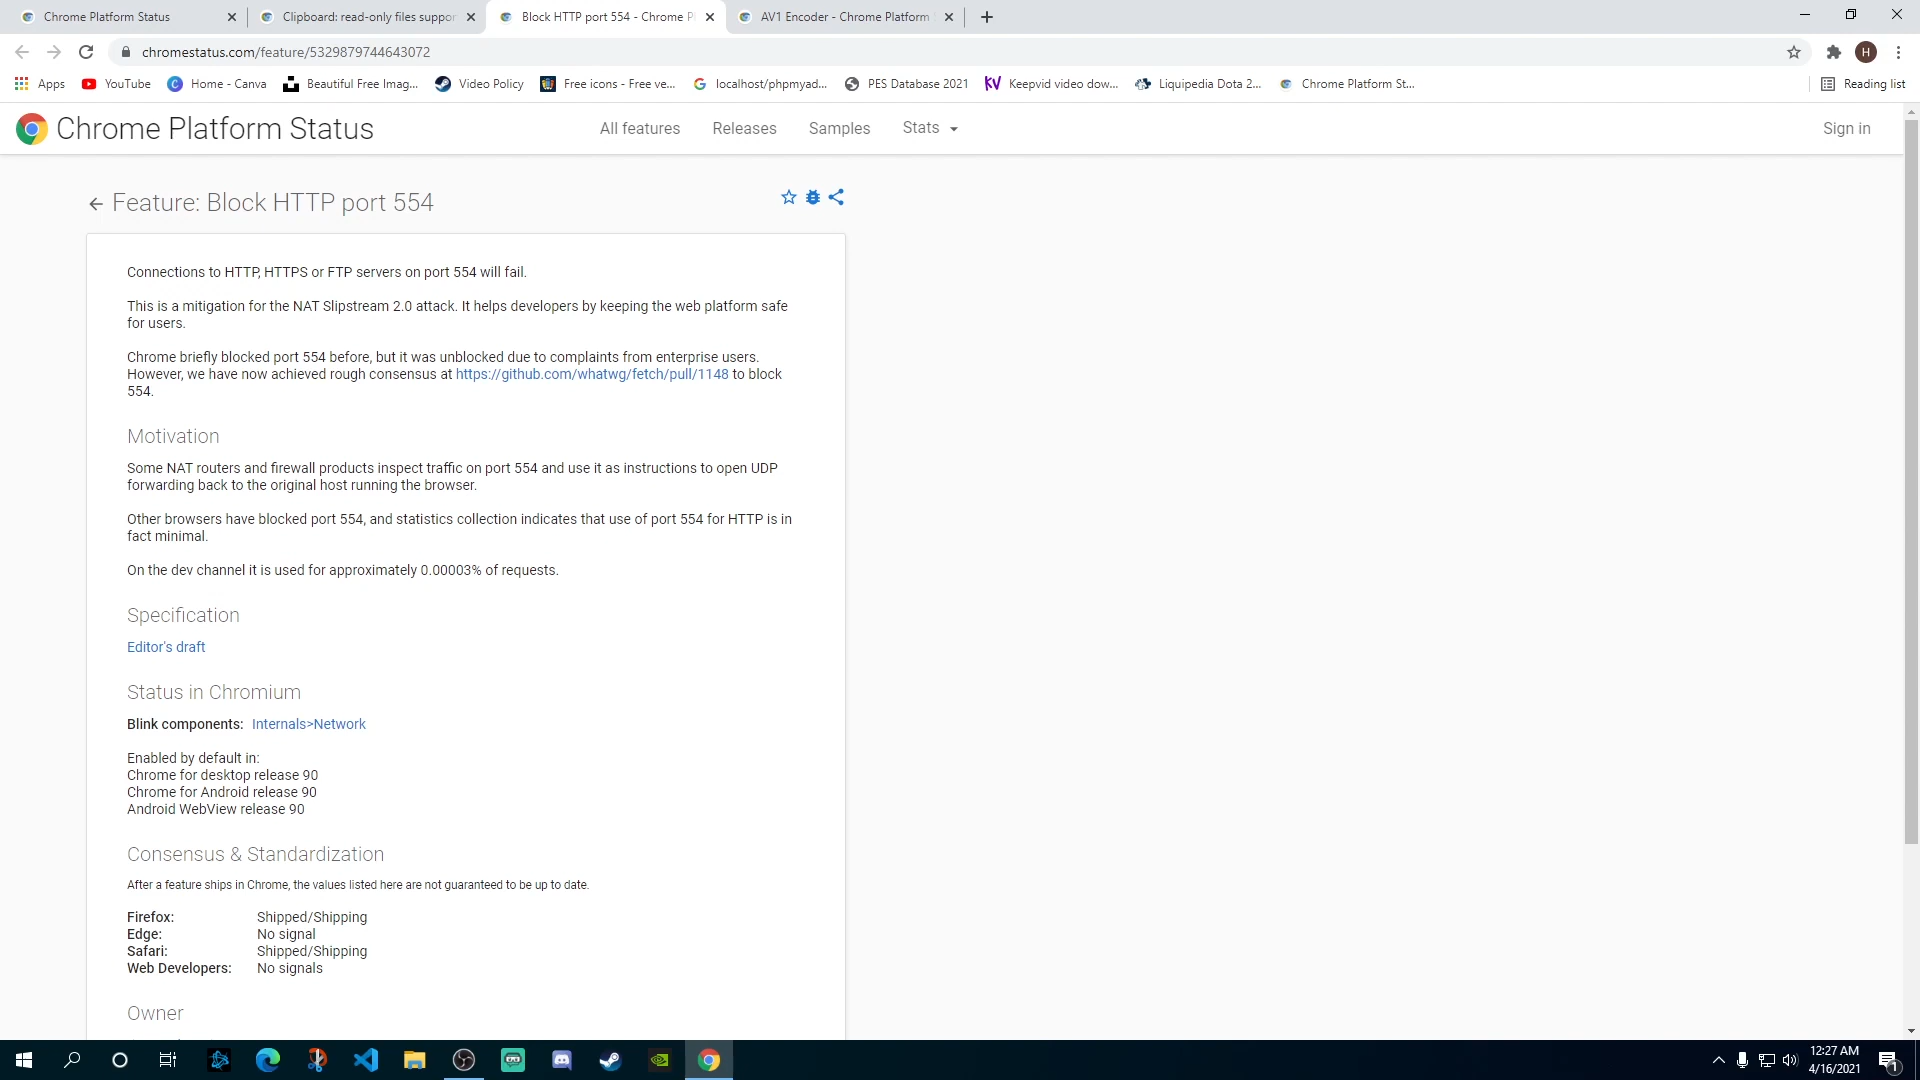 Chrome Platform Status
Clipboard: read-only files suppor
Block HTTP port 554 - Chrome P
AV1 Encoder - Chrome Platform
chromestatus.com/feature/5329879744643072
H
Apps
YouTube
Home - Canva
Beautiful Free Imag...
Video Policy
Free icons - Free ve...
localhost/phpmyad...
PES Database 2021
KV
Keepvid video dow...
Liquipedia Dota 2...
Chrome Platform St...
Reading list
Chrome Platform Status
All features
Releases
Samples
Stats
Sign in
Feature: Block HTTP port 554
Connections to HTTP, HTTPS or FTP servers on port 554 will fail.
This is a mitigation for the NAT Slipstream 2.0 attack. It helps developers by keeping the web platform safe
for users.
Chrome briefly blocked port 554 before, but it was unblocked due to complaints from enterprise users.
However, we have now achieved rough consensus at https://github.com/whatwg/fetch/pull/1148 to block
554.
Motivation
Some NAT routers and firewall products inspect traffic on port 554 and use it as instructions to open UDP
forwarding back to the original host running the browser.
Other browsers have blocked port 554, and statistics collection indicates that use of port 554 for HTTP is in
fact minimal.
On the dev channel it is used for approximately 0.00003% of requests.
Specification
Editor's draft
Status in Chromium
Blink components: Internals>Network
Enabled by default in:
Chrome for desktop release 90
Chrome for Android release 90
Android WebView release 90
Consensus & Standardization
After a feature ships in Chrome, the values listed here are not guaranteed to be up to date.
Firefox: Shipped/Shipping
Edge: No signal
Safari: Shipped/Shipping
Web Developers: No signals
Owner
12:27 AM
4/16/2021
1